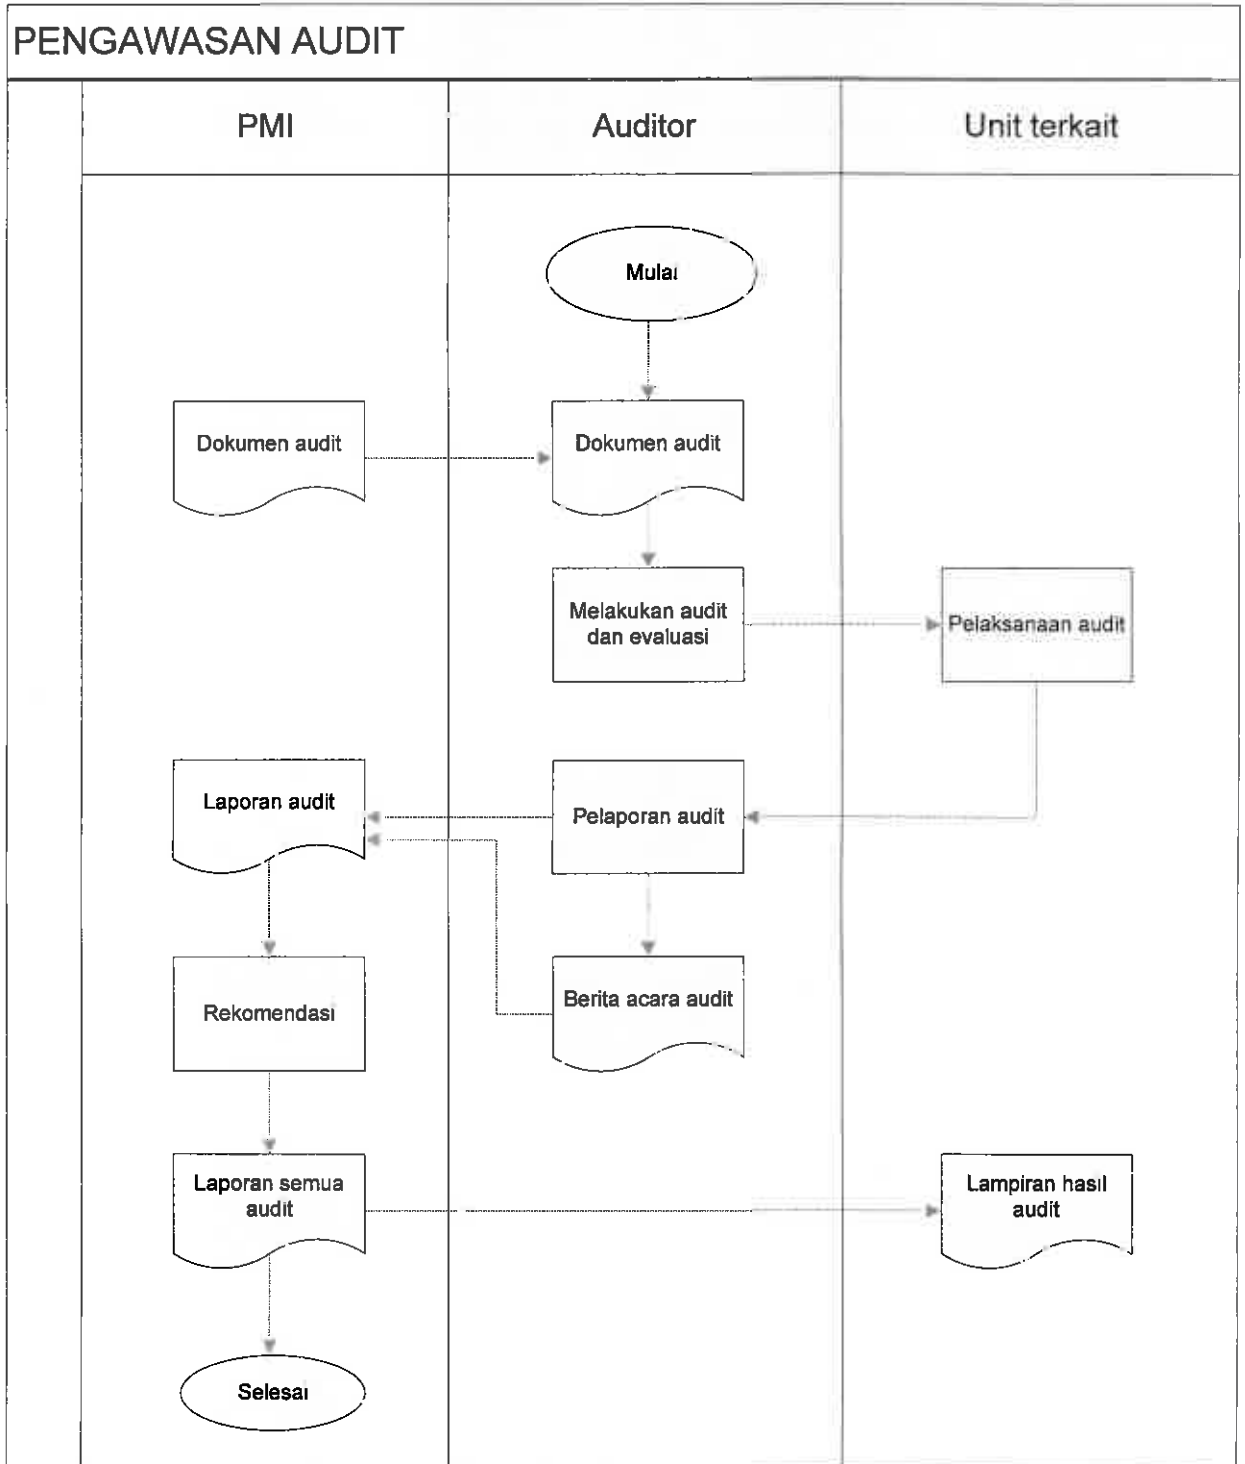 PENGAWASAN AUDIT
PMI
Auditor
Unit terkait
Mulai
Dokumen audit
Dokumen audit
Melakukan audit
dan evaluasi
Pelaksanaan audit
Laporan audit
Pelaporan audit
Rekomendasi
Berita acara audit
Laporan semua
audit
Lampiran hasil
audit
Selesai